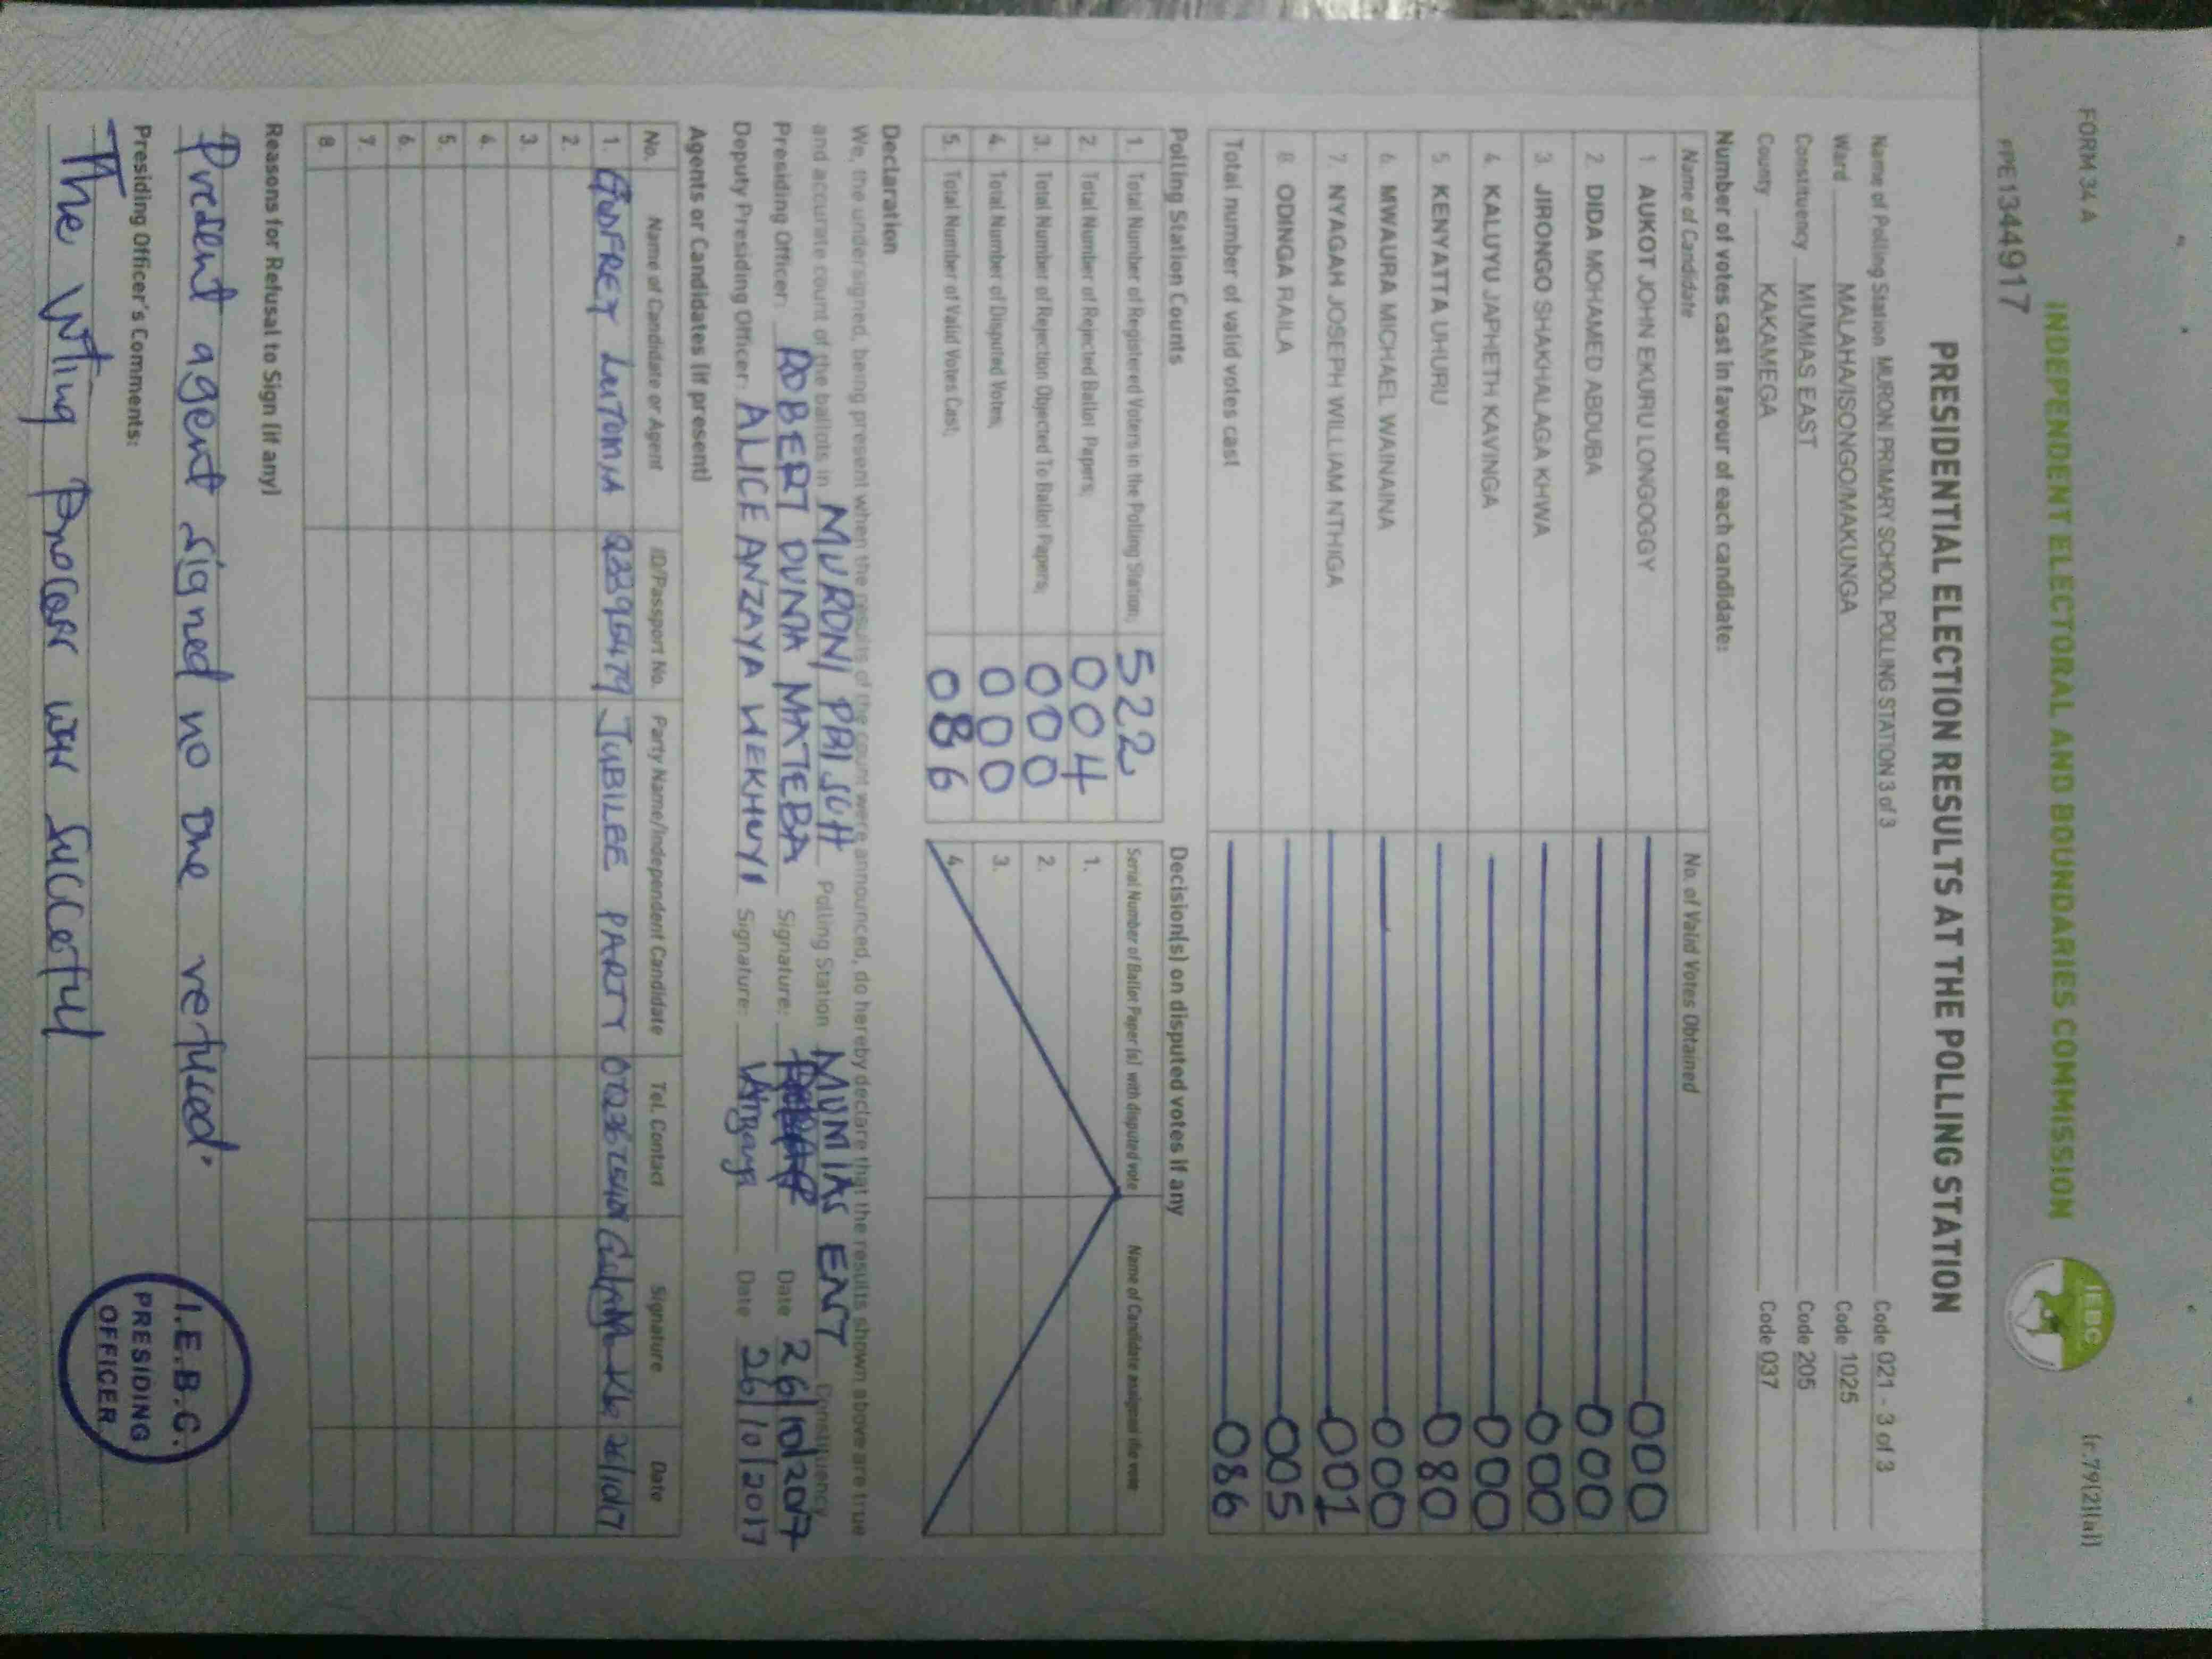 FORM 34 A
(r.79(2)(a))
INDEPENDENT ELECTORAL AND BOUNDARIES COMMISSION
IEBC
PPE1344917
PRESIDENTIAL ELECTION RESULTS AT THE POLLING STATION
Name of Polling Station MURONI PRIMARY SCHOOL POLLING STATION 3 of 3 Code 021 - 3 of 3
Ward MALAHA/ISONGO/MAKUNGA Code 1025
Constituency MUMIAS EAST Code 205
County KAKAMEGA Code 037
Number of votes cast in favour of each candidate:
Name of Candidate No. of Valid Votes Obtained
1 AUKOT JOHN EKURU LONGOGGY 000
2 DIDA MOHAMED ABDUBA 000
3 JIRONGO SHAKHALAGA KHWA 000
4 KALUYU JAPHETH KAVINGA 000
5 KENYATTA UHURU 080
6 MWAURA MICHAEL WAINAINA 000
7 NYAGAH JOSEPH WILLIAM NTHIGA 001
8 ODINGA RAILA 005
Total number of valid votes cast 086
Polling Station Counts
1. Total Number of Registered Voters in the Polling Station; 522
2. Total Number of Rejected Ballot Papers; 004
3. Total Number of Rejection Objected To Ballot Papers; 000
4. Total Number of Disputed Votes; 000
5. Total Number of Valid Votes Cast; 086
Decision(s) on disputed votes if any
Serial Number of Ballot Paper(s) with disputed vote Name of Candidate assigned the vote
1.
2.
3.
4.
Declaration
We, the undersigned, being present when the results of the count were announced, do hereby declare that the results shown above are true
and accurate count of the ballots in MURONI PRI SCH Polling Station MUMIAS EAST Constituency
Presiding Officer: ROBERT DUNTA MATEBA Signature: Date 26/10/2017
Deputy Presiding Officer: ALICE ANZAYA WEKHUYI Signature: Date 26/10/2017
Agents or Candidates (if present)
No. Name of Candidate or Agent ID/Passport No. Party Name/Independent Candidate Tel. Contact Signature Date
1. GODFREY LUTOMIA 22395479 JUBILEE PARTY 26/10/17
2.
3.
4.
5.
6.
7.
8.
Reasons for Refusal to Sign (if any)
Present agent signed no one refused.
Presiding Officer's Comments:
The voting process was succesful
I.E.B.C.
PRESIDING
OFFICER